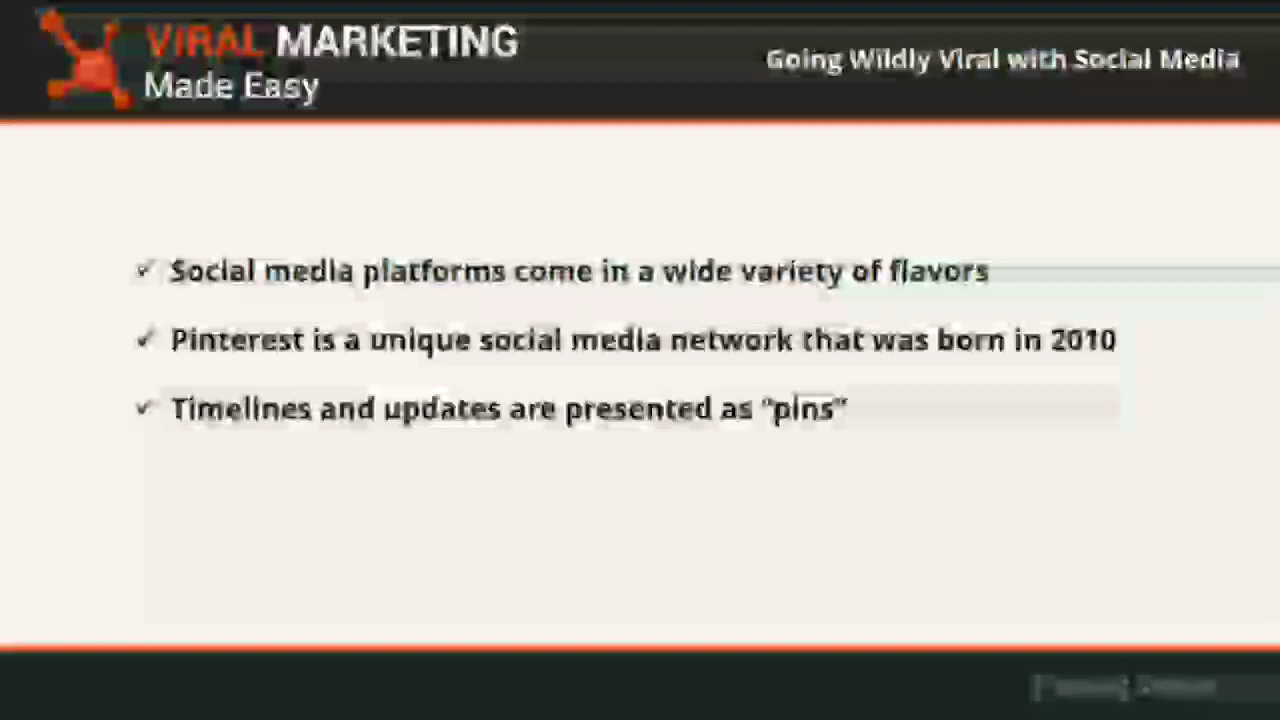 VIRAL MARKETING
Made Easy
Going Wildly Viral with Social Media
✓ Social media platforms come in a wide variety of flavors
✓ Pinterest is a unique social media network that was born in 2010
✓ Timelines and updates are presented as "pins"